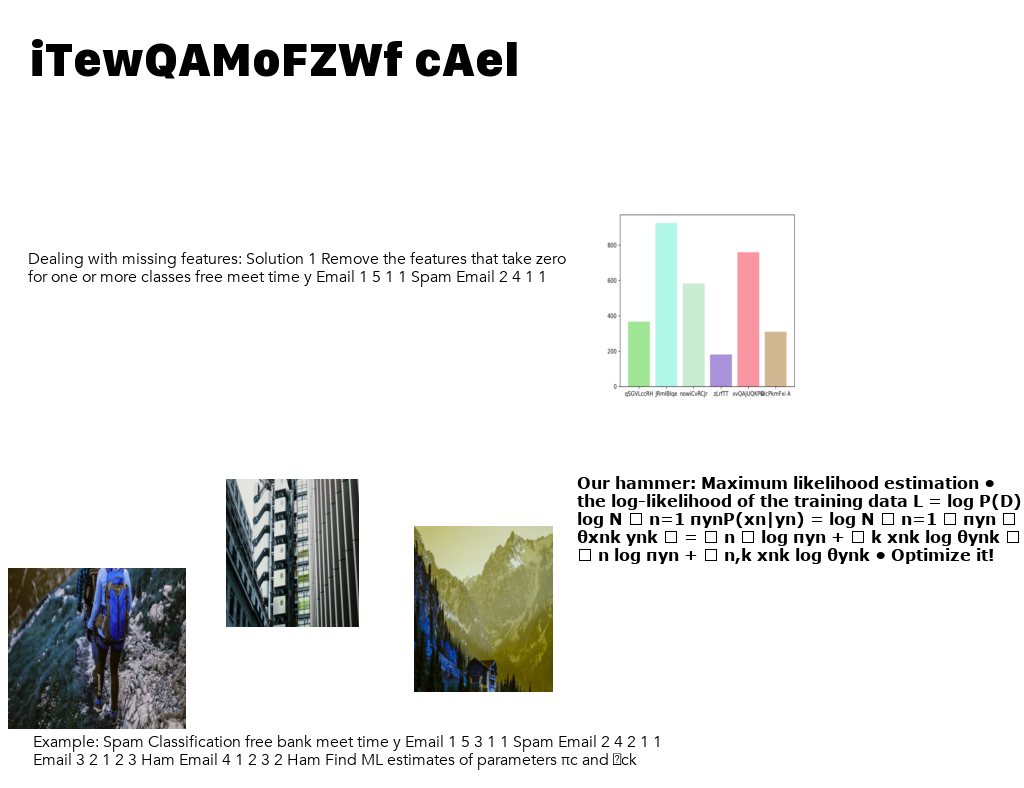 iTewQAMoFZWf cAel
Dealing with missing features: Solution 1 Remove the features that take zero
for one or more classes free meet time y Email 1 5 1 1 Spam Email 2 4 1 1
800
600
400
200
0
qSGVLccRH JRmIBIqe nowiCvRCJr zLrfTT
Our hammer: Maximum likelihood estimation •
the log-likelihood of the training data L = log P(D)
log N □ n=1 πynP(xn|yn) = log N □ n=1 □ πyn □
θxnk ynk □ = □ n □ log πyn + □ k xnk log θynk □
□ n log πyn + □ n,k xnk log θynk • Optimize it!
Example: Spam Classification free bank meet time y Email 1 5 3 1 1 Spam Email 2 4 2 1 1
Email 3 2 1 2 3 Ham Email 4 1 2 3 2 Ham Find ML estimates of parameters πc and □ck